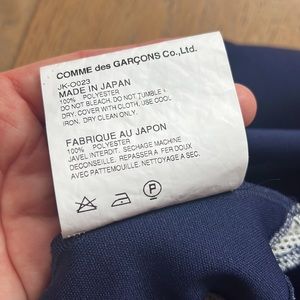 COMME des GARÇONS Co.,Ltd.
JK-O023
MADE IN JAPAN
100% POLYESTER
DO NOT BLEACH. DO NOT TUMBLE
DRY. COVER WITH CLOTH, USE COOL
IRON. DRY CLEAN ONLY.
FABRIQUE AU JAPON
100% POLYESTER
JAVEL INTERDIT. SECHAGE MACHINE
DECONSEILLE. REPASSER A FER DOUX
AVEC PATTEMOUILLE. NETTOYAGE A SEC.
P